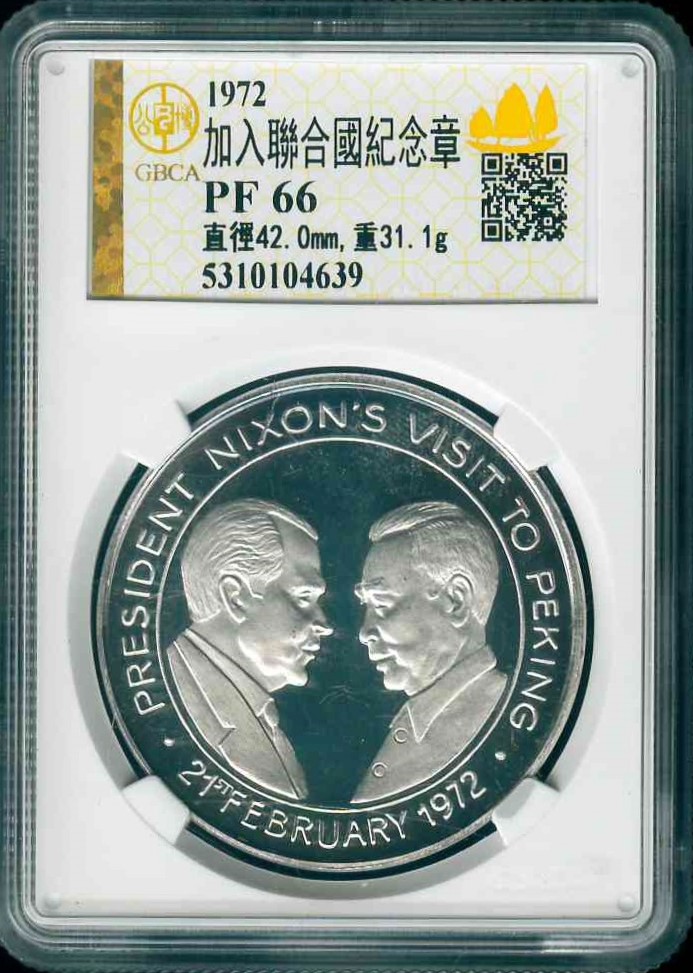 1972
加入聯合國紀念章
GBCA
PF 66
直徑42.0mm,重31.1g
5310104639
PRESIDENT NIXON'S VISIT TO PEKING
21ST FEBRUARY 1972